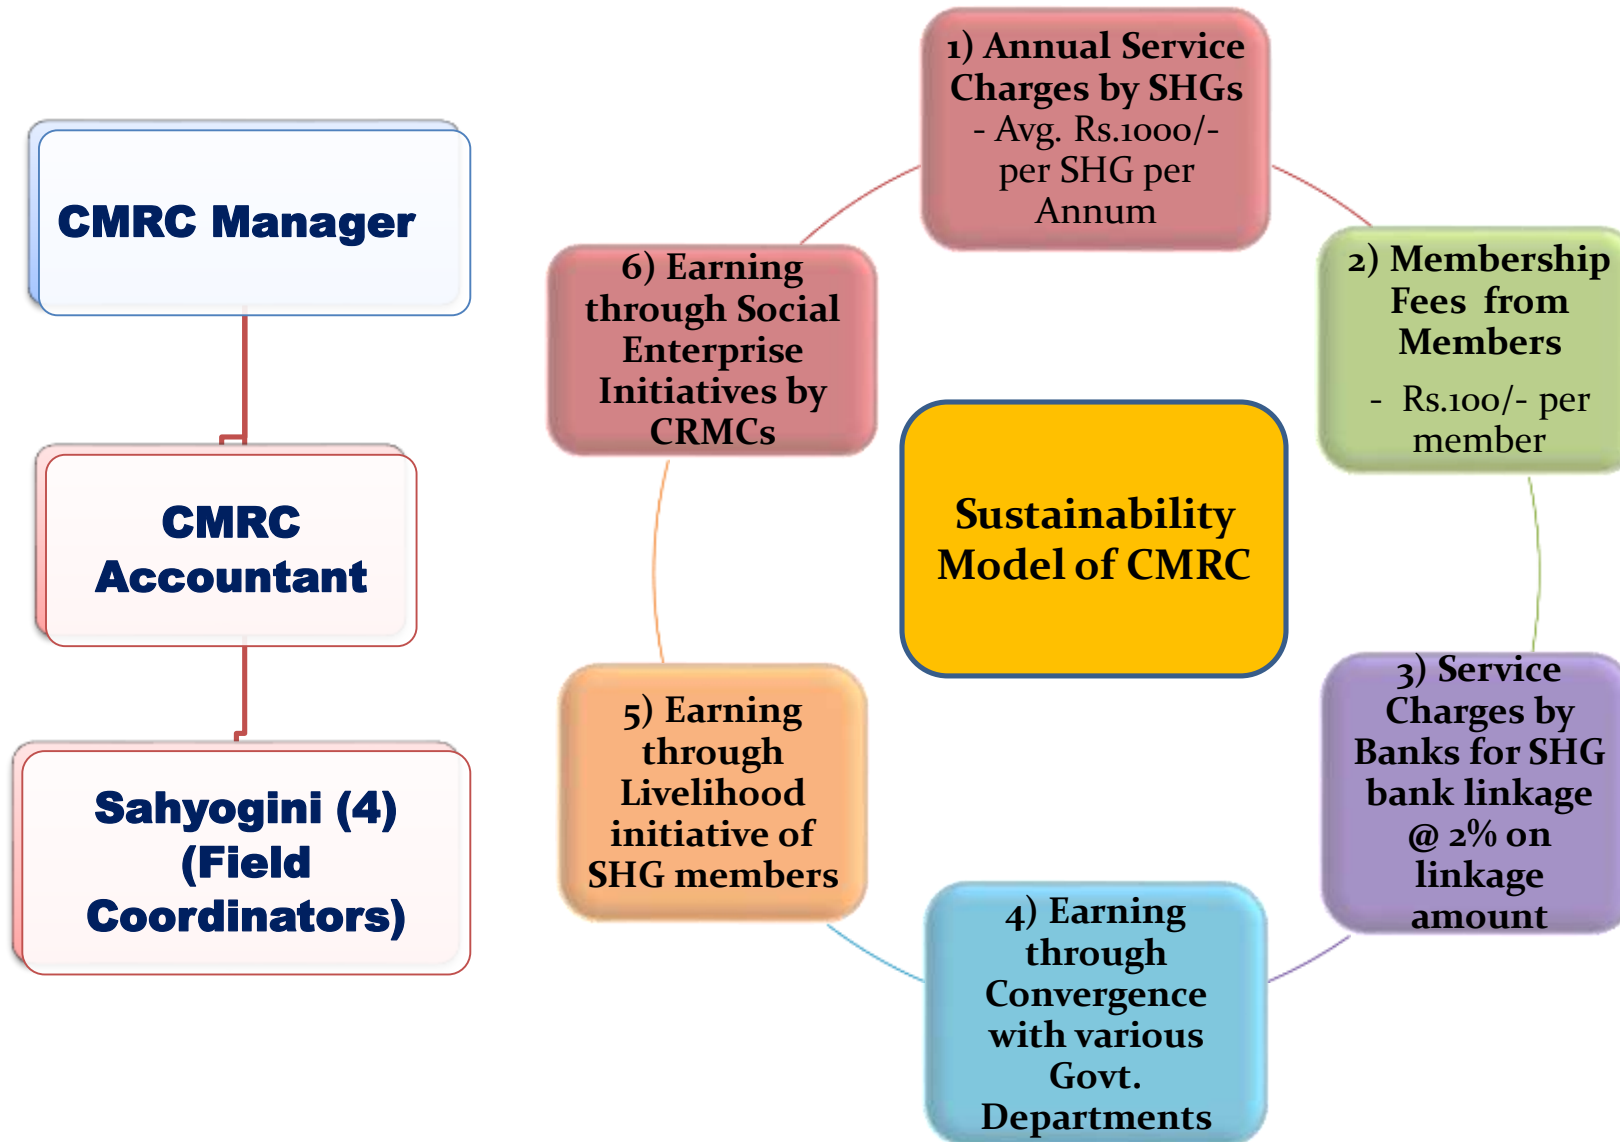 CMRC Manager
CMRC
Accountant
Sahyogini (4)
(Field
Coordinators)
1) Annual Service
Charges by SHGs
- Avg. Rs.1000/-
per SHG per
Annum
2) Membership
Fees from
Members
- Rs.100/- per
member
3) Service
Charges by
Banks for SHG
bank linkage
@ 2% on
linkage
amount
4) Earning
through
Convergence
with various
Govt.
Departments
5) Earning
through
Livelihood
initiative of
SHG members
6) Earning
through Social
Enterprise
Initiatives by
CRMCs
Sustainability
Model of CMRC